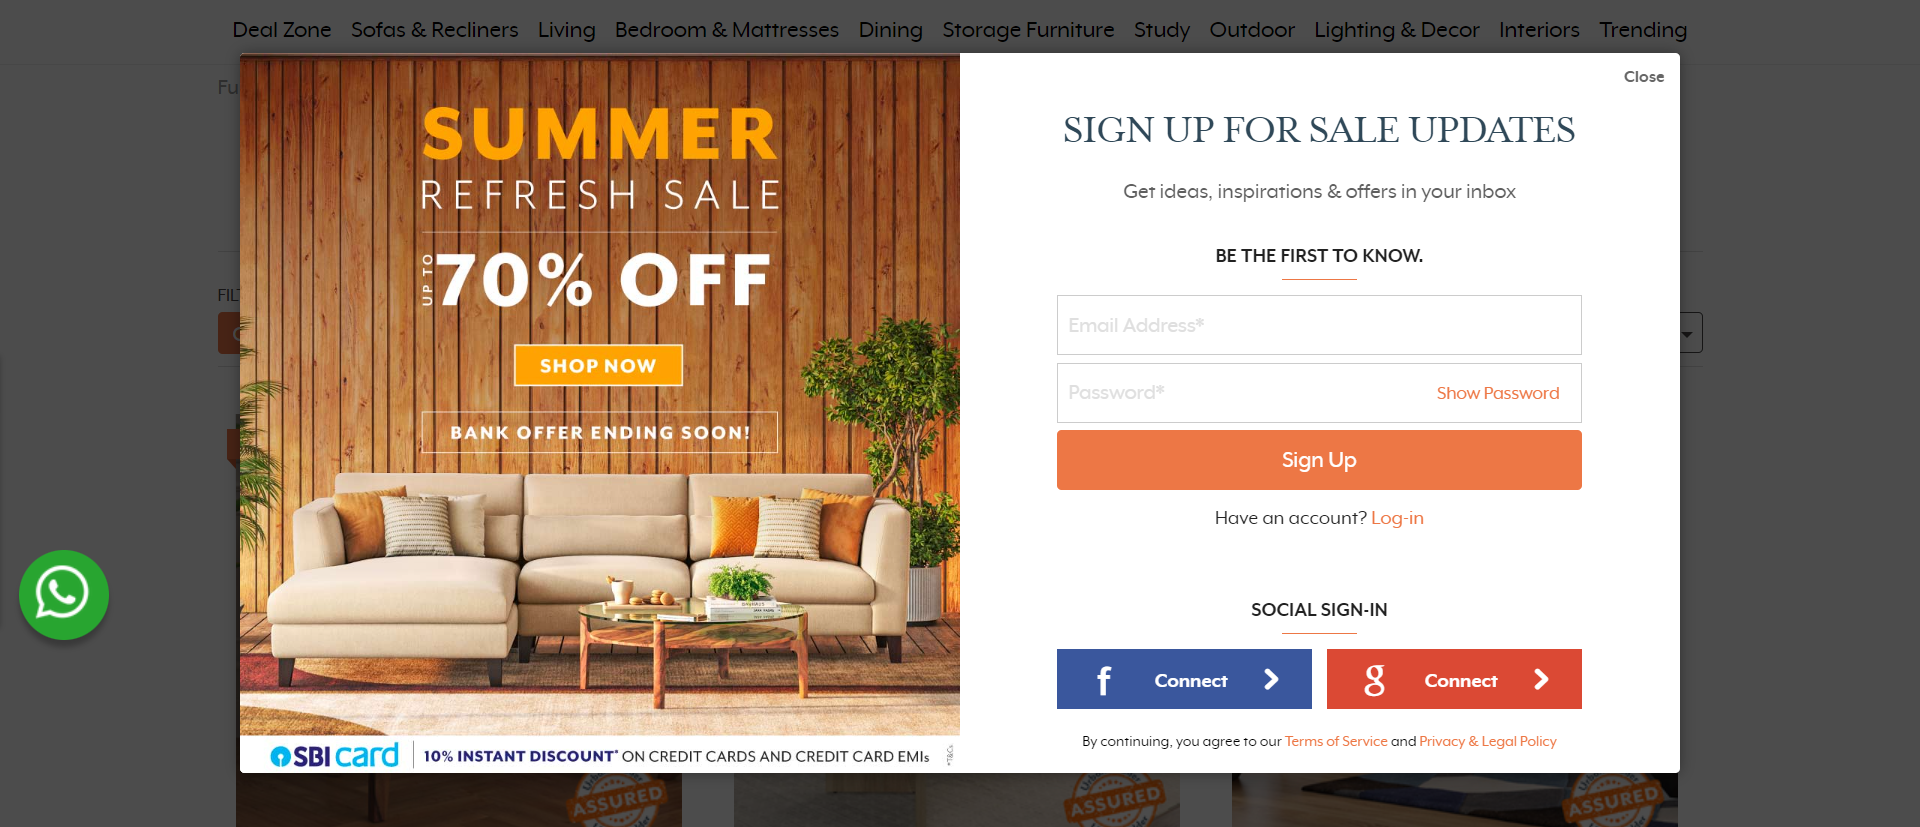 Deal Zone Sofas & Recliners Living Bedroom & Mattresses Dining Storage Furniture Study Outdoor Lighting & Decor Interiors Trending
Close
SUMMER
REFRESH SALE
UP TO 70% OFF
SHOP NOW
BANK OFFER ENDING SOON!
SBI card 10% INSTANT DISCOUNT* ON CREDIT CARDS AND CREDIT CARD EMIs *T&Cs
SIGN UP FOR SALE UPDATES
Get ideas, inspirations & offers in your inbox
BE THE FIRST TO KNOW.
Email Address*
Password* Show Password
Sign Up
Have an account? Log-in
SOCIAL SIGN-IN
f Connect g Connect
By continuing, you agree to our Terms of Service and Privacy & Legal Policy
ASSURED ASSURED ASSURED